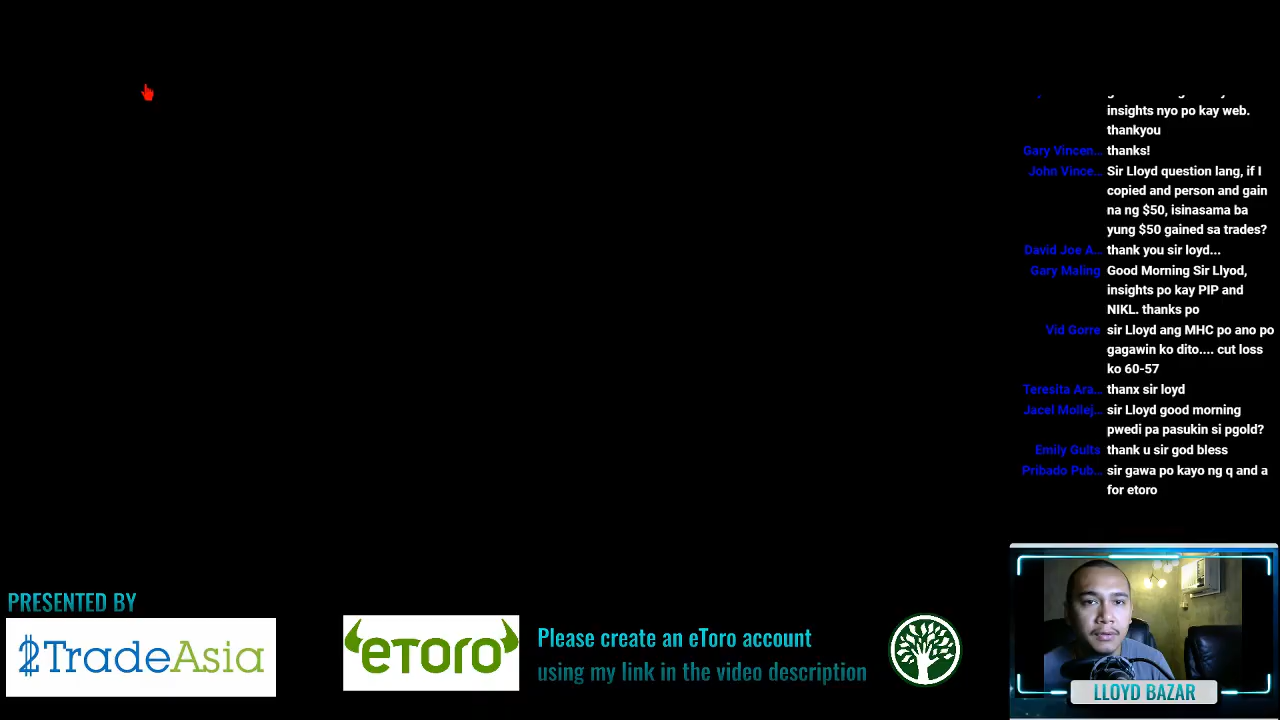 insights nyo po kay web.
thankyou
Gary Vincen... thanks!
John Vince... Sir Lloyd question lang, if I
copied and person and gain
na ng $50, isinasama ba
yung $50 gained sa trades?
David Joe A... thank you sir loyd...
Gary Maling Good Morning Sir Llyod,
insights po kay PIP and
NIKL. thanks po
Vid Gorre sir Lloyd ang MHC po ano po
gagawin ko dito.... cut loss
ko 60-57
Teresita Ara... thanx sir loyd
Jacel Mollej... sir Lloyd good morning
pwedi pa pasukin si pgold?
Emily Gults thank u sir god bless
Pribado Pub... sir gawa po kayo ng q and a
for etoro
PRESENTED BY
2TradeAsia
eToro
Please create an eToro account
using my link in the video description
LLOYD BAZAR